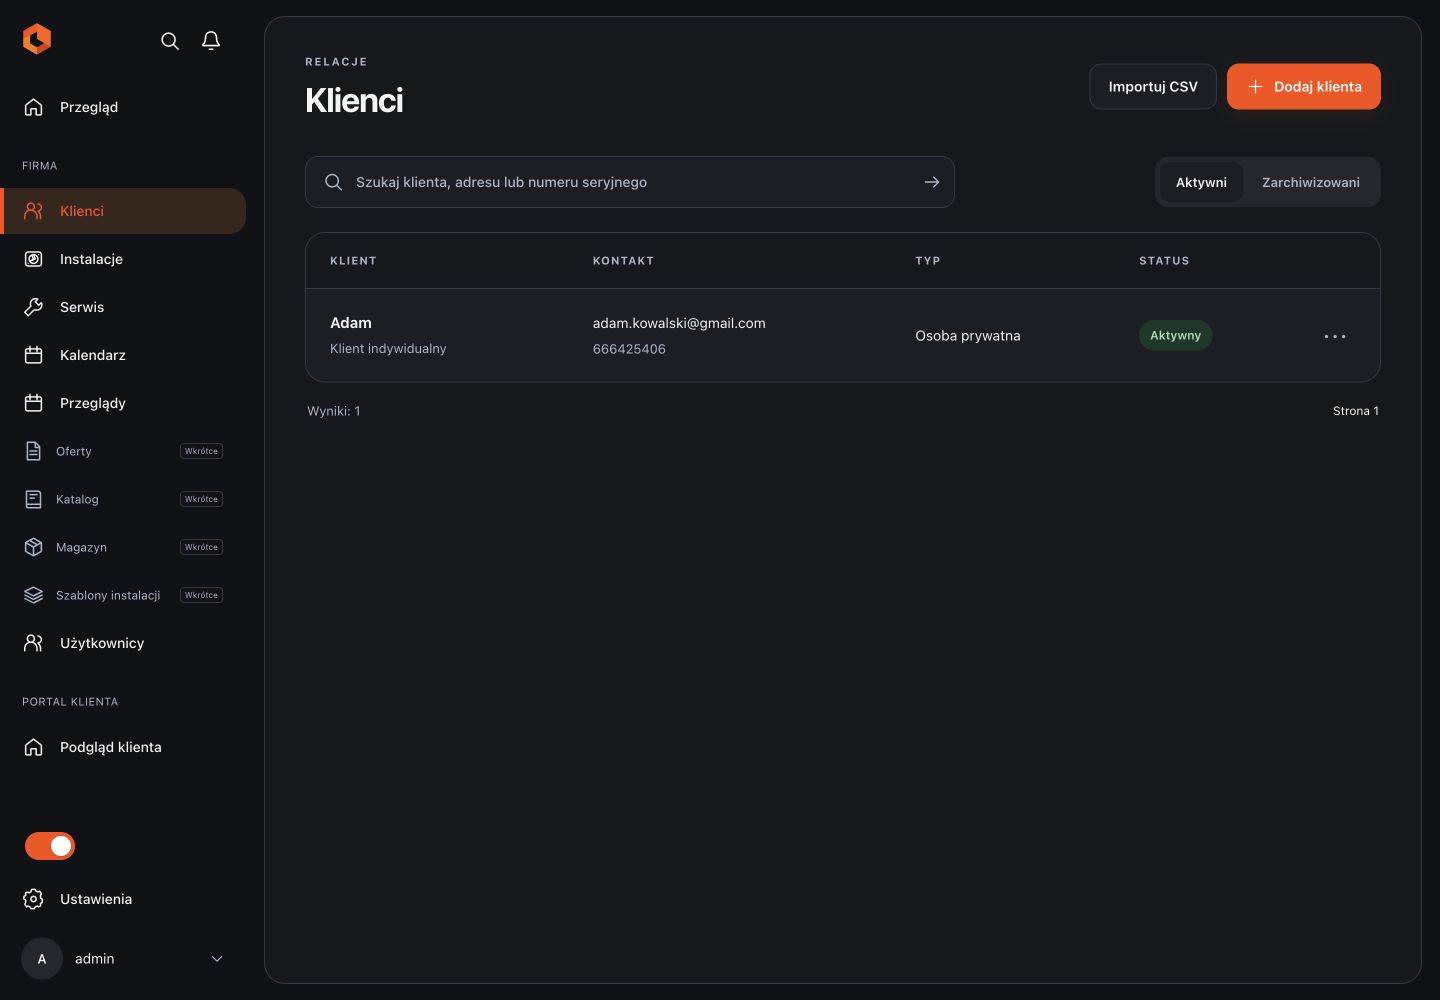 Przegląd
FIRMA
Klienci
Instalacje
Serwis
Kalendarz
Przeglądy
Oferty Wkrótce
Katalog Wkrótce
Magazyn Wkrótce
Szablony instalacji Wkrótce
Użytkownicy
PORTAL KLIENTA
Podgląd klienta
Ustawienia
A admin
RELACJE
Klienci
Importuj CSV
Dodaj klienta
Szukaj klienta, adresu lub numeru seryjnego
Aktywni Zarchiwizowani
KLIENT KONTAKT TYP STATUS
Adam
Klient indywidualny
adam.kowalski@gmail.com
666425406
Osoba prywatna
Aktywny
Wyniki: 1
Strona 1